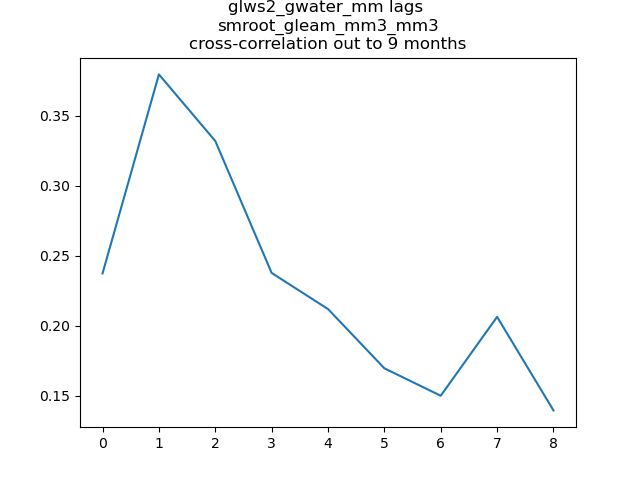 glws2_gwater_mm lags
smroot_gleam_mm3_mm3
cross-correlation out to 9 months
0.35
0.30
0.25
0.20
0.15
0 1 2 3 4 5 6 7 8